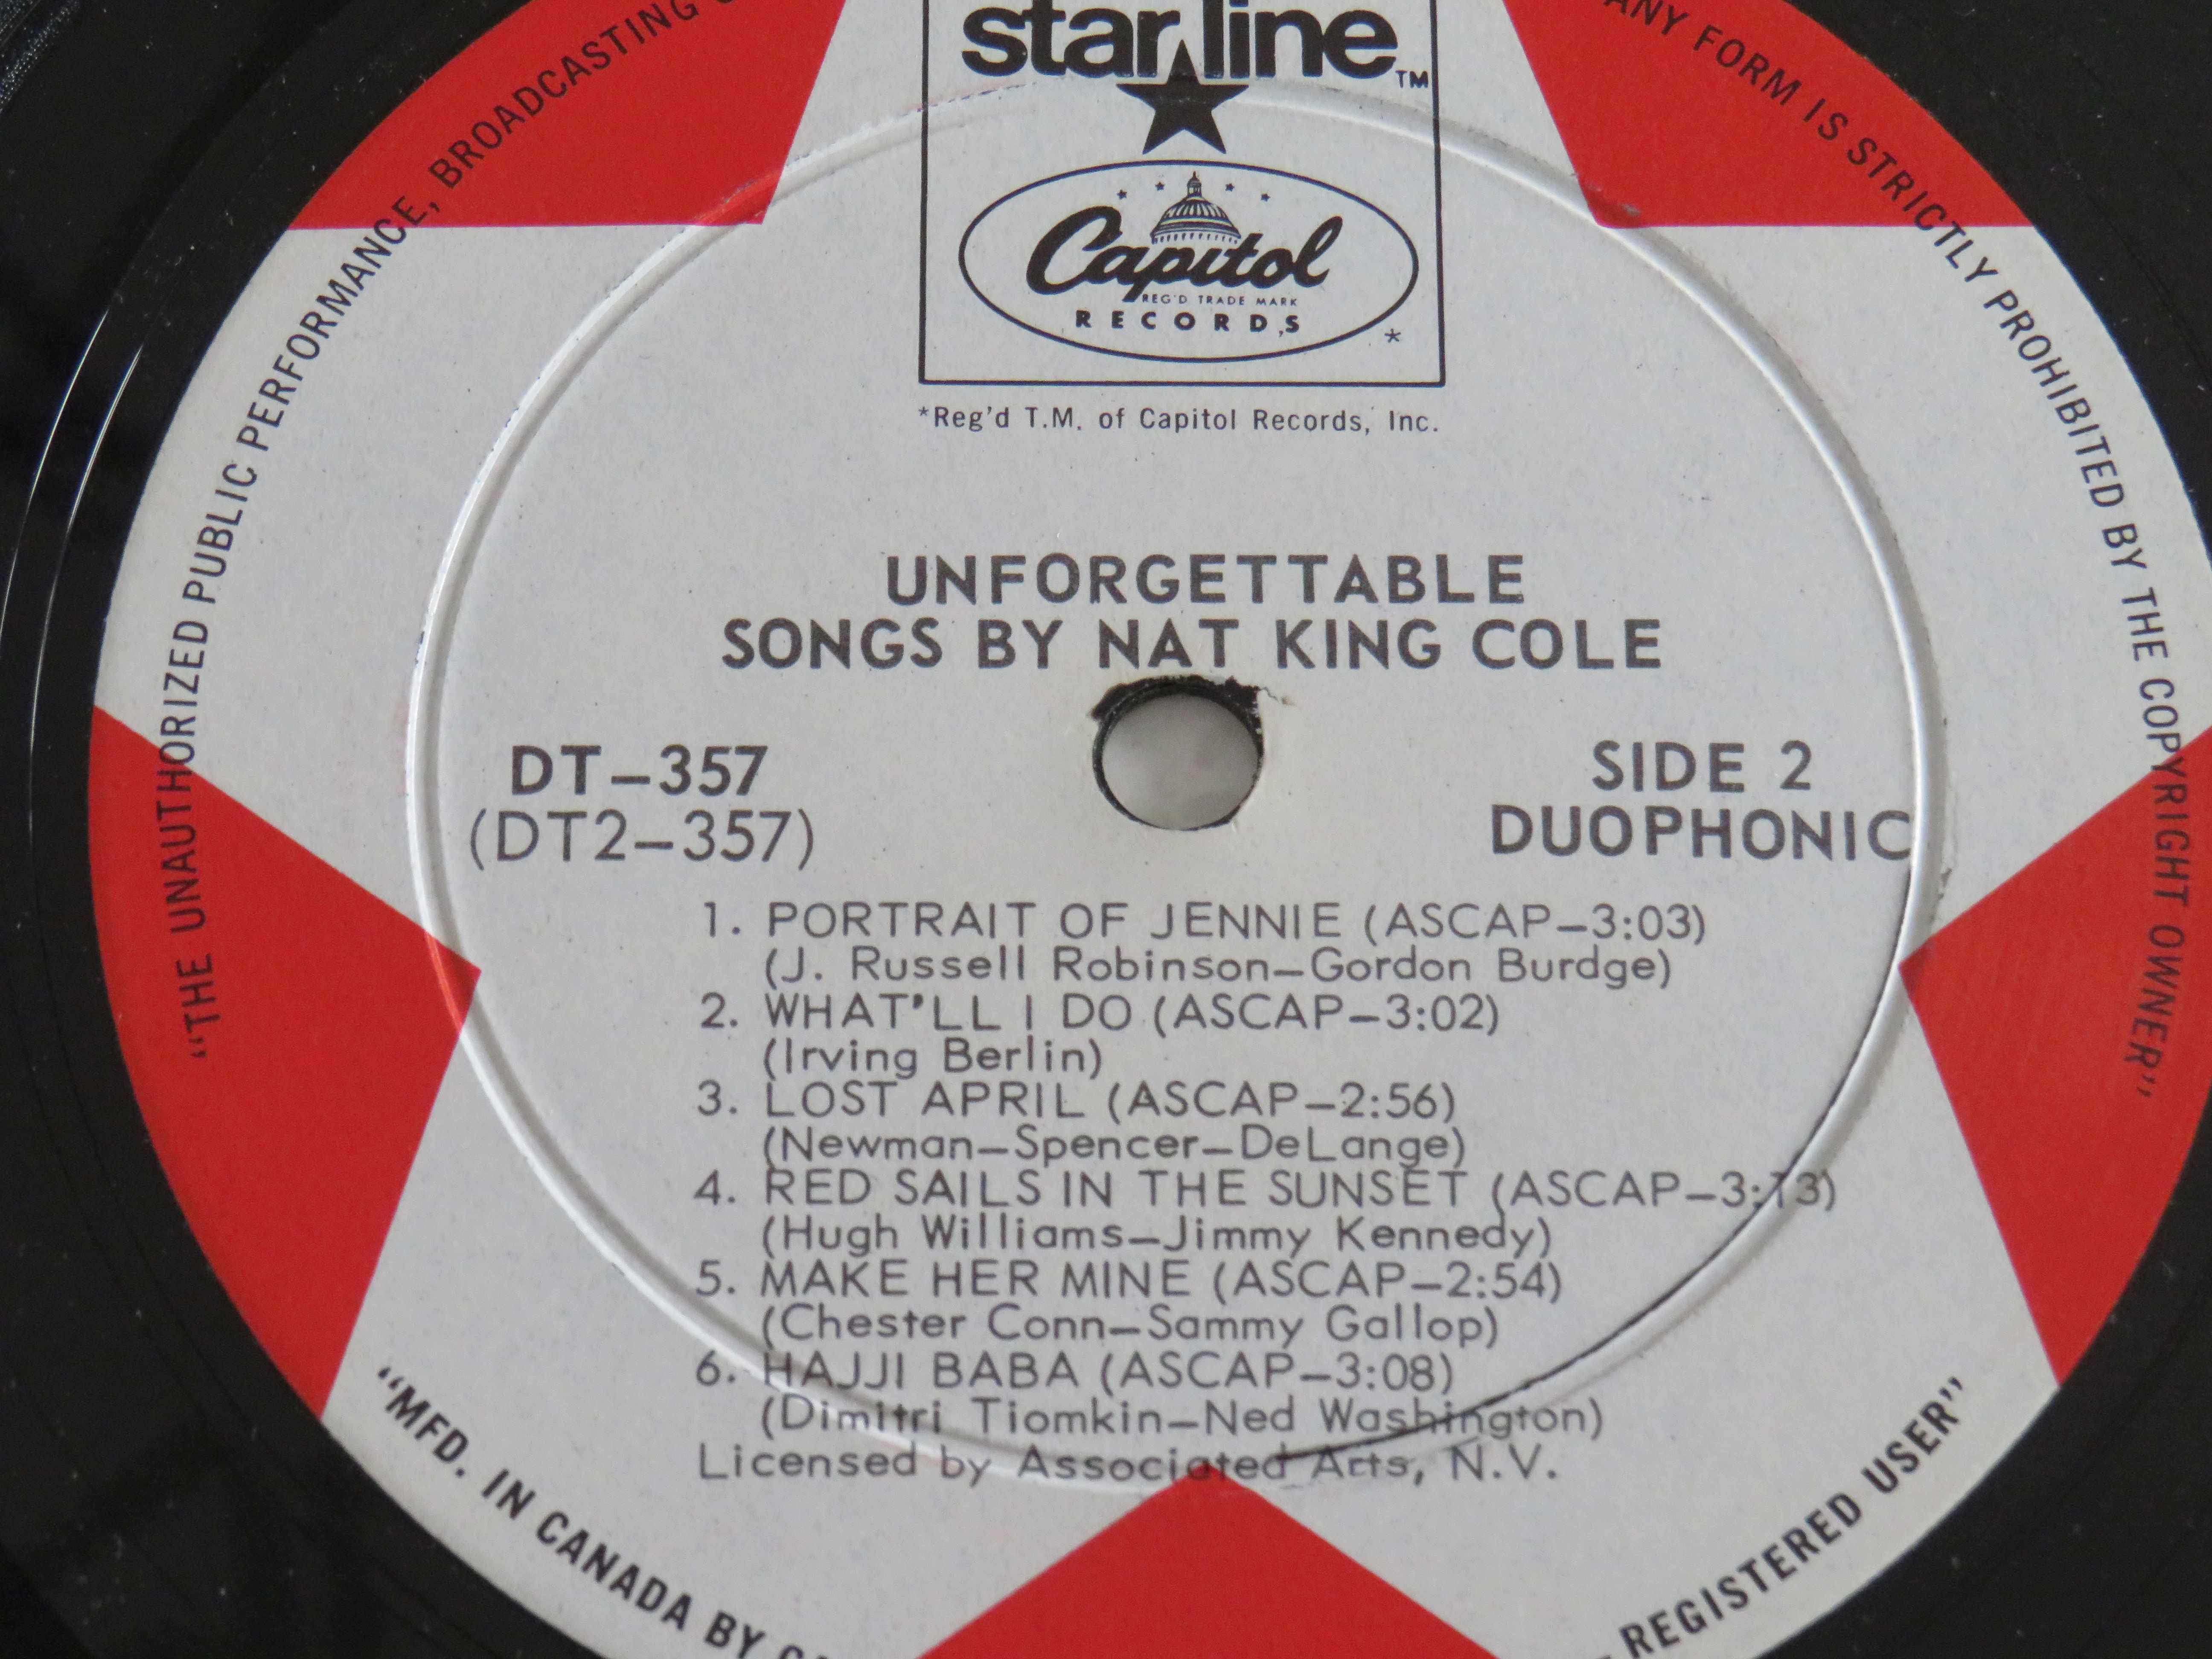 starline™
Capitol
REG'D TRADE MARK
RECORDS
*
*Reg'd T.M. of Capitol Records, Inc.
UNFORGETTABLE
SONGS BY NAT KING COLE
DT-357
(DT2-357)
SIDE 2
DUOPHONIC
1. PORTRAIT OF JENNIE (ASCAP-3:03)
(J. Russell Robinson-Gordon Burdge)
2. WHAT'LL I DO (ASCAP-3:02)
(Irving Berlin)
3. LOST APRIL (ASCAP-2:56)
(Newman-Spencer-DeLange)
4. RED SAILS IN THE SUNSET (ASCAP-3:13)
(Hugh Williams-Jimmy Kennedy)
5. MAKE HER MINE (ASCAP-2:54)
(Chester Conn-Sammy Gallop)
6. HAJJI BABA (ASCAP-3:08)
(Dimitri Tiomkin-Ned Washington)
Licensed by Associated Arts, N.V.
"THE UNAUTHORIZED PUBLIC PERFORMANCE, BROADCASTING
ANY FORM IS STRICTLY PROHIBITED BY THE COPYRIGHT OWNER"
"MFD. IN CANADA BY
REGISTERED USER"